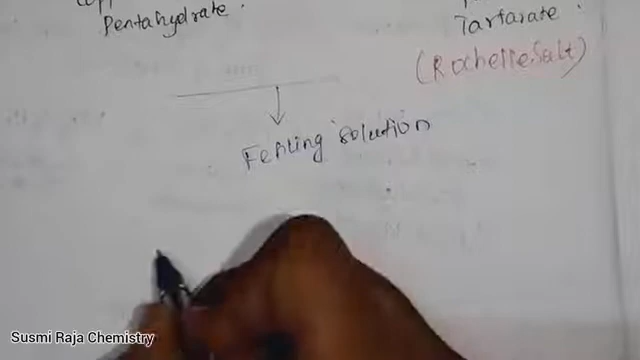 Pentahydrate.
Tartarate.
(Rochelle Salt)
Fehling solution
Susmi Raja Chemistry